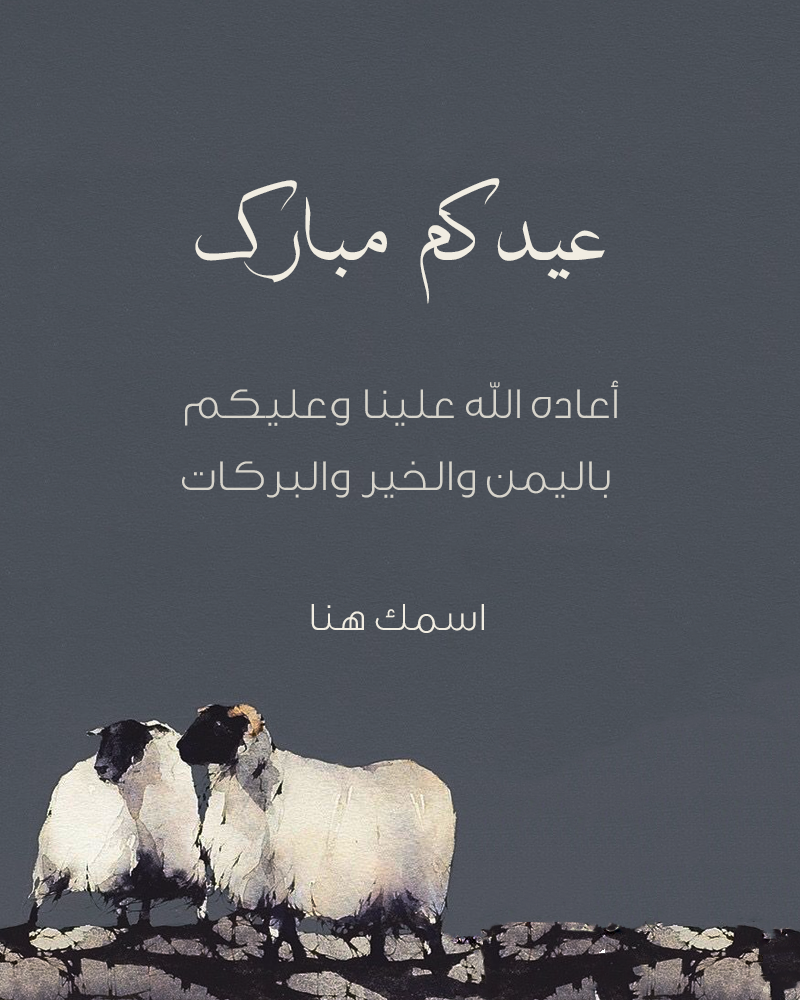 عيدكم مبارك
أعاده الله علينا وعليكم
باليمن والخير والبركات
اسمك هنا